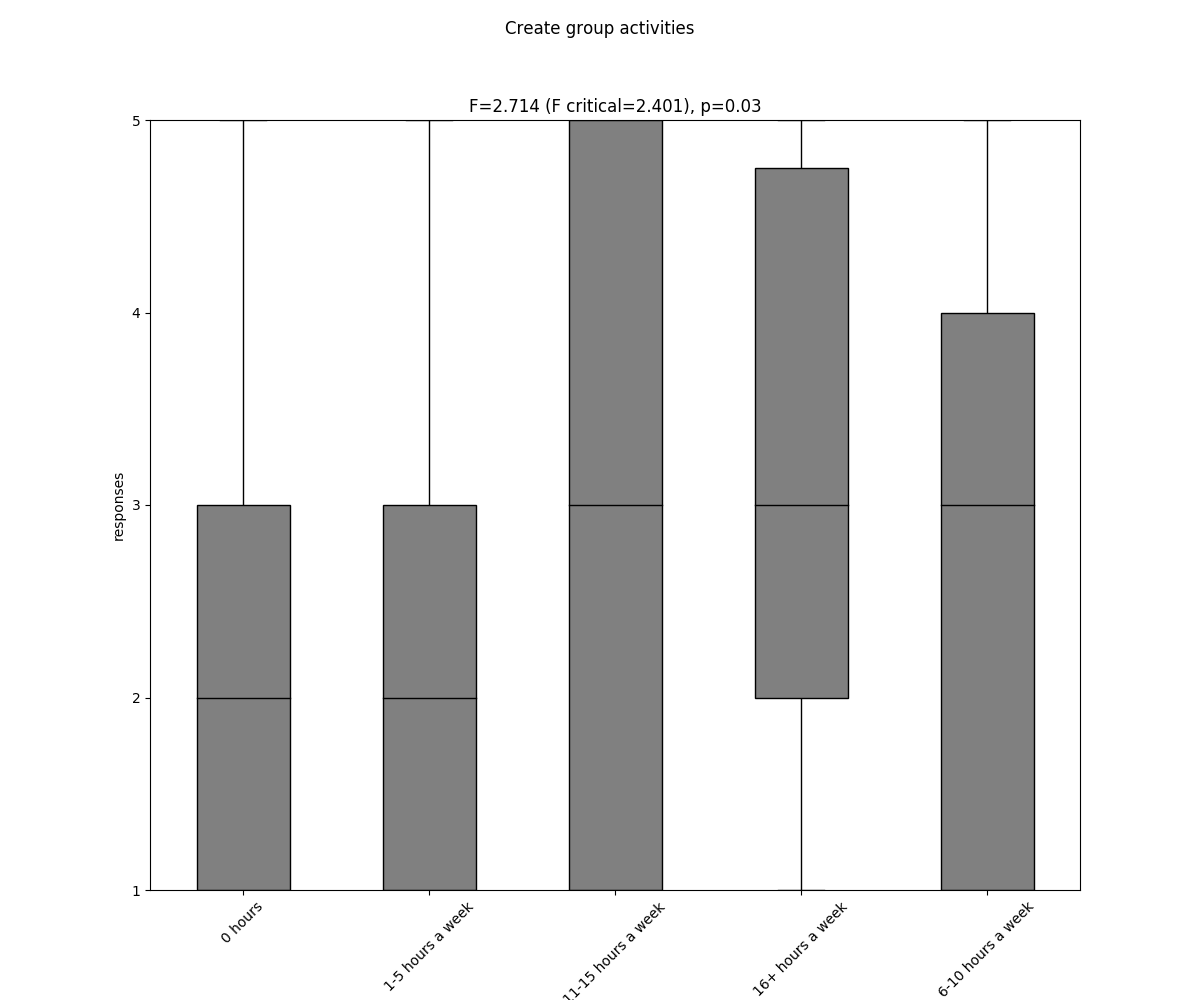 Create group activities
F=2.714 (F critical=2.401), p=0.03
5
4
3
2
1
responses
0 hours
1-5 hours a week
11-15 hours a week
16+ hours a week
6-10 hours a week